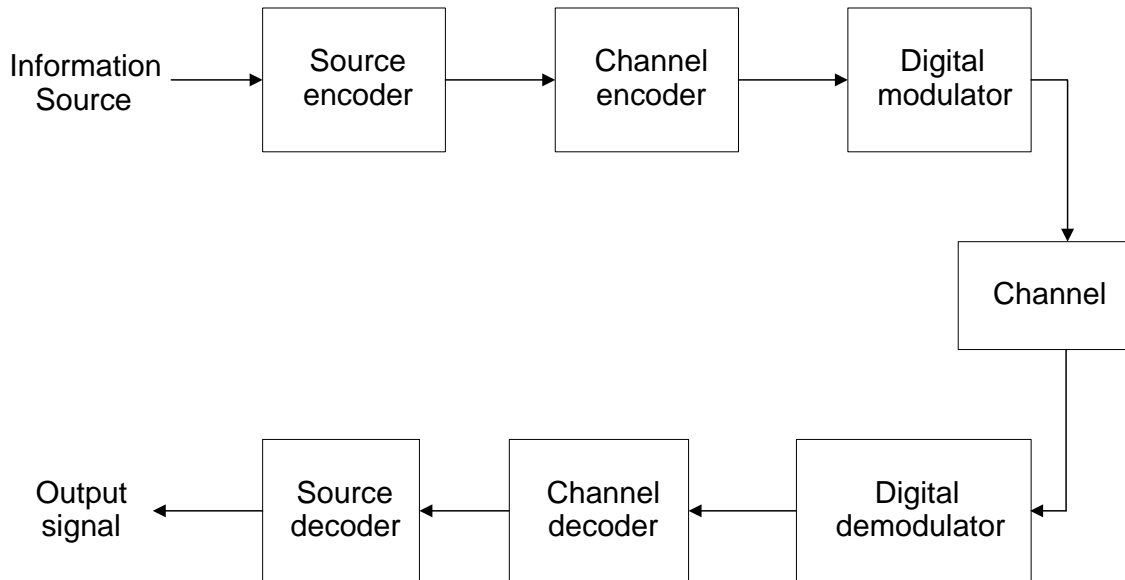 Information
Source
Source
encoder
Channel
encoder
Digital
modulator
Channel
Output
signal
Source
decoder
Channel
decoder
Digital
demodulator